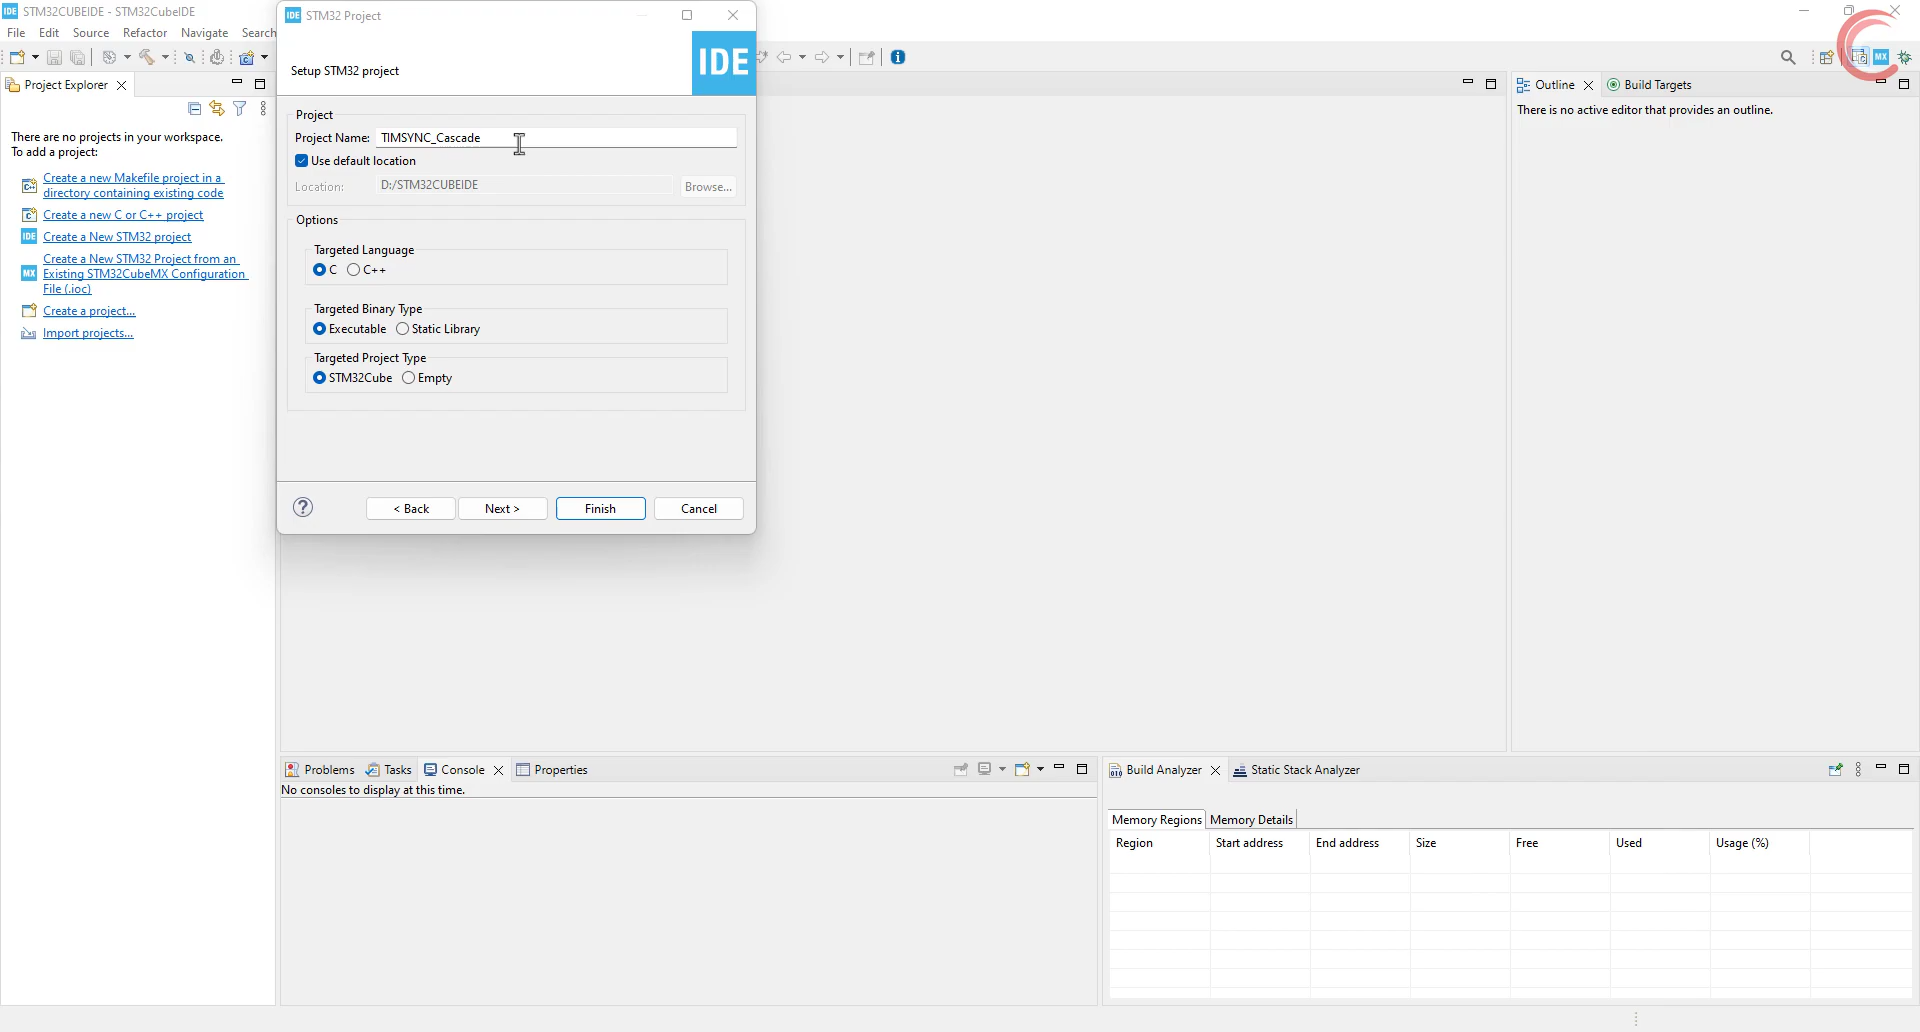 IDE STM32CUBEIDE - STM32CubeIDE
File Edit Source Refactor Navigate Search
Project Explorer
There are no projects in your workspace.
To add a project:
Create a new Makefile project in a
directory containing existing code
Create a new C or C++ project
IDE Create a New STM32 project
Create a New STM32 Project from an
MX Existing STM32CubeMX Configuration
File (.ioc)
Create a project...
Import projects...
IDE STM32 Project
Setup STM32 project
IDE
Project
Project Name: TIMSYNC_Cascade
Use default location
Location: D:/STM32CUBEIDE Browse...
Options
Targeted Language
C C++
Targeted Binary Type
Executable Static Library
Targeted Project Type
STM32Cube Empty
? < Back Next > Finish Cancel
MX
Outline Build Targets
There is no active editor that provides an outline.
Problems Tasks Console Properties
No consoles to display at this time.
Build Analyzer Static Stack Analyzer
Memory Regions Memory Details
Region Start address End address Size Free Used Usage (%)